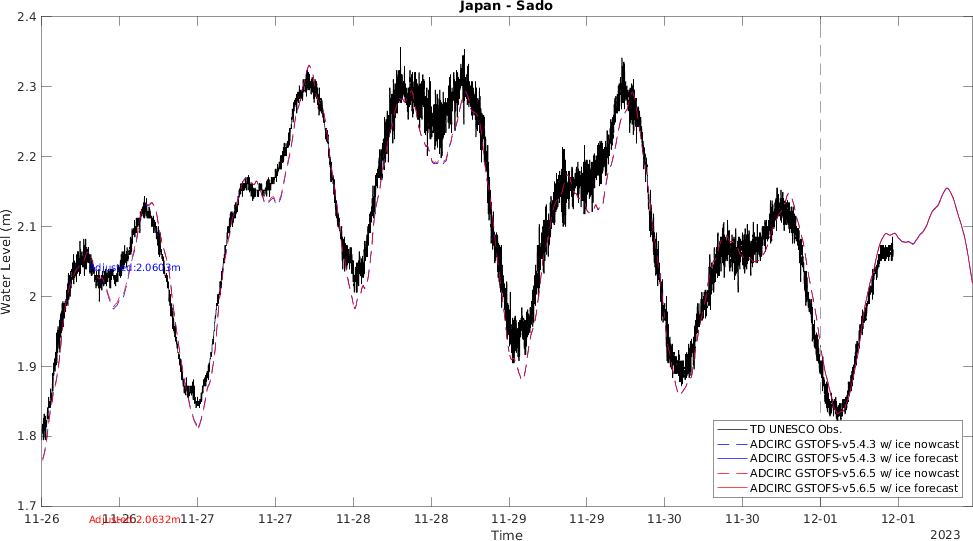 Japan - Sado
2.4
2.3
2.2
2.1
2
1.9
1.8
1.7
Water Level (m)
Adjusted:2.0603m
TD UNESCO Obs.
ADCIRC GSTOFS-v5.4.3 w/ ice nowcast
ADCIRC GSTOFS-v5.4.3 w/ ice forecast
ADCIRC GSTOFS-v5.6.5 w/ ice nowcast
ADCIRC GSTOFS-v5.6.5 w/ ice forecast
11-26 11-26 11-27 11-27 11-28 11-28 11-29 11-29 11-30 11-30 12-01 12-01
Adjusted:2.0632m
Time
2023